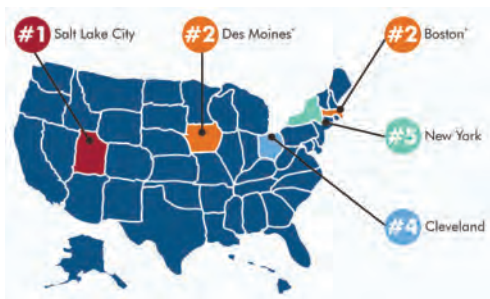 #1 Salt Lake City
#2 Des Moines*
#2 Boston*
#5 New York
#4 Cleveland